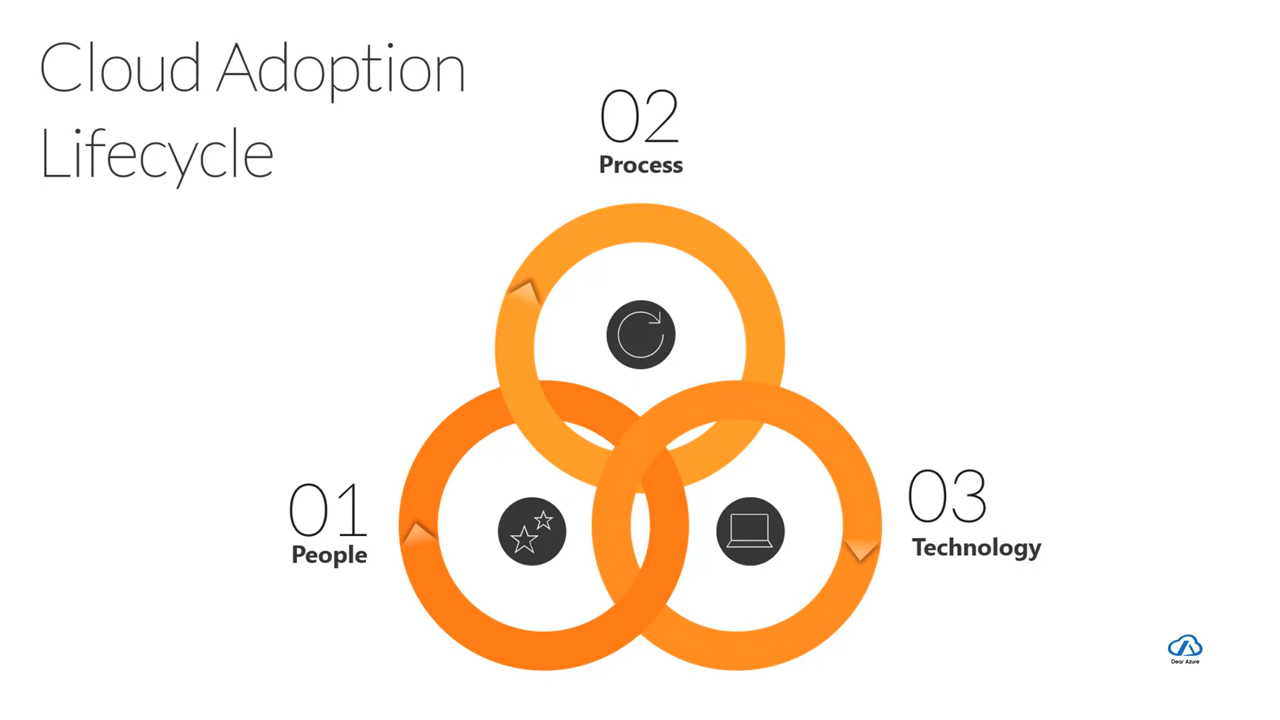 Cloud Adoption
Lifecycle
02
Process
01
People
03
Technology
Dear Azure